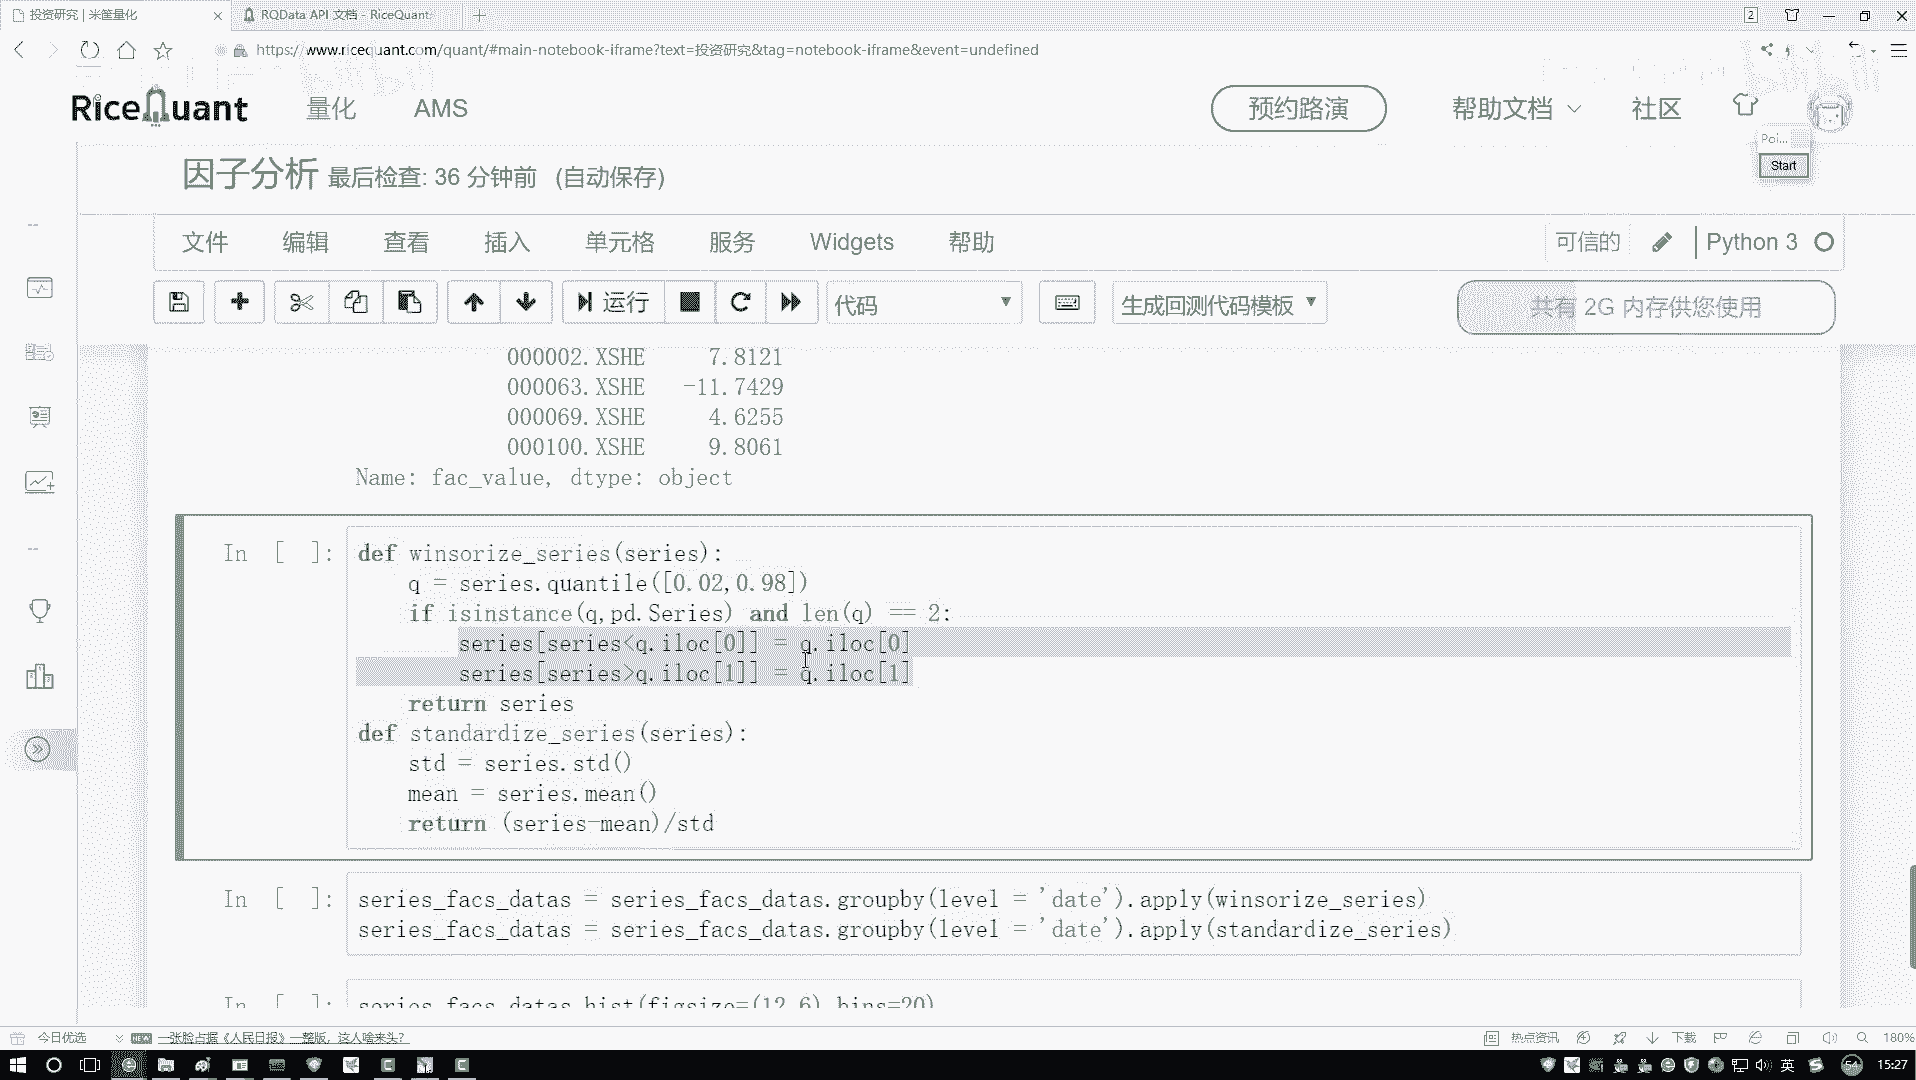 投资研究 | 米筐量化
RQData API 文档 - RiceQuant
2
https://www.ricequant.com/quant/#main-notebook-iframe?text=投资研究&tag=notebook-iframe&event=undefined
RiceQuant
量化
AMS
预约路演
帮助文档
社区
Poi...
Start
因子分析 最后检查: 36 分钟前 (自动保存)
文件 编辑 查看 插入 单元格 服务 Widgets 帮助
可信的
Python 3
运行
代码
生成回测代码模板
共有 2G 内存供您使用
000002.XSHE 7.8121
000063.XSHE -11.7429
000069.XSHE 4.6255
000100.XSHE 9.8061
Name: fac_value, dtype: object
In [ ]:
def winsorize_series(series):
q = series.quantile([0.02,0.98])
if isinstance(q,pd.Series) and len(q) == 2:
series[series<q.iloc[0]] = q.iloc[0]
series[series>q.iloc[1]] = q.iloc[1]
return series
def standardize_series(series):
std = series.std()
mean = series.mean()
return (series-mean)/std
In [ ]:
series_facs_datas = series_facs_datas.groupby(level = 'date').apply(winsorize_series)
series_facs_datas = series_facs_datas.groupby(level = 'date').apply(standardize_series)
In [ ]:
series_facs_datas.hist(figsize=(12,6),bins=20)
今日优选
NEW
一张脸占据《人民日报》一整版，这人啥来头?
热点资讯
下载
180%
英
54
15:27